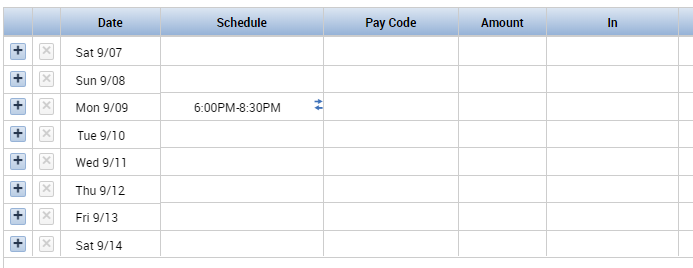 Date Schedule Pay Code Amount In
Sat 9/07
Sun 9/08
Mon 9/09 6:00PM-8:30PM
Tue 9/10
Wed 9/11
Thu 9/12
Fri 9/13
Sat 9/14